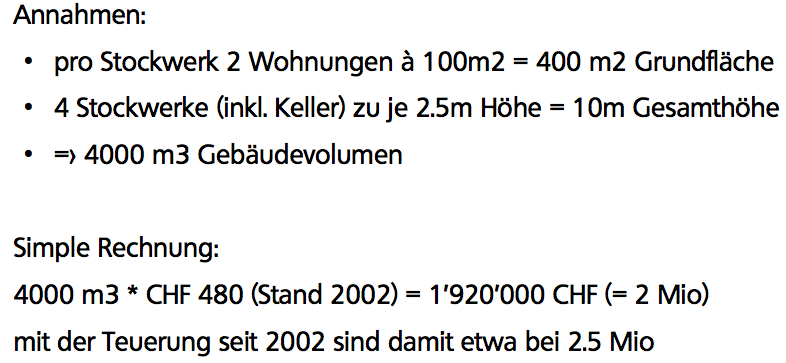 Annahmen:
• pro Stockwerk 2 Wohnungen à 100m2 = 400 m2 Grundfläche
• 4 Stockwerke (inkl. Keller) zu je 2.5m Höhe = 10m Gesamthöhe
• => 4000 m3 Gebäudevolumen
Simple Rechnung:
4000 m3 * CHF 480 (Stand 2002) = 1’920’000 CHF (= 2 Mio)
mit der Teuerung seit 2002 sind damit etwa bei 2.5 Mio